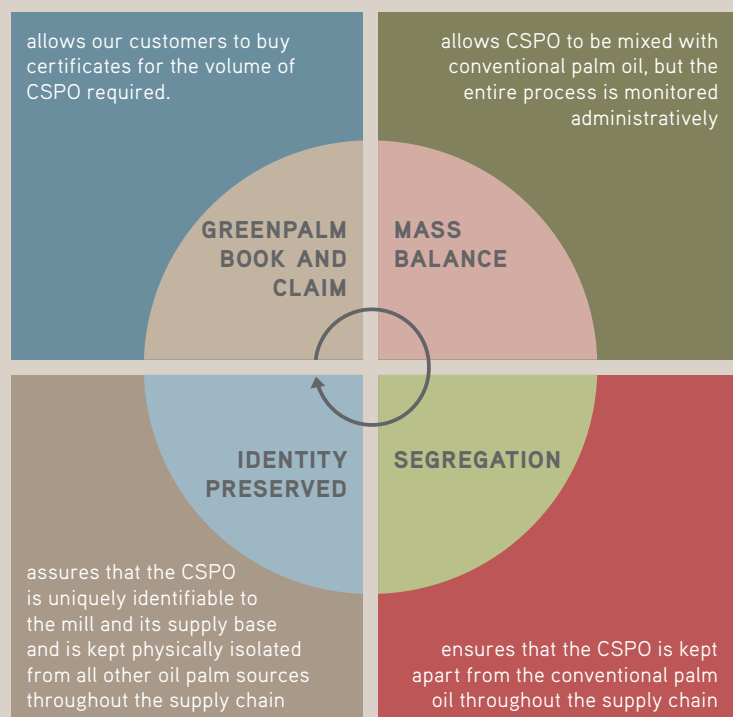 allows our customers to buy
certificates for the volume of
CSPO required.
allows CSPO to be mixed with
conventional palm oil, but the
entire process is monitored
administratively
GREENPALM
BOOK AND
CLAIM
MASS
BALANCE
IDENTITY
PRESERVED
SEGREGATION
assures that the CSPO
is uniquely identifiable to
the mill and its supply base
and is kept physically isolated
from all other oil palm sources
throughout the supply chain
ensures that the CSPO is kept
apart from the conventional palm
oil throughout the supply chain